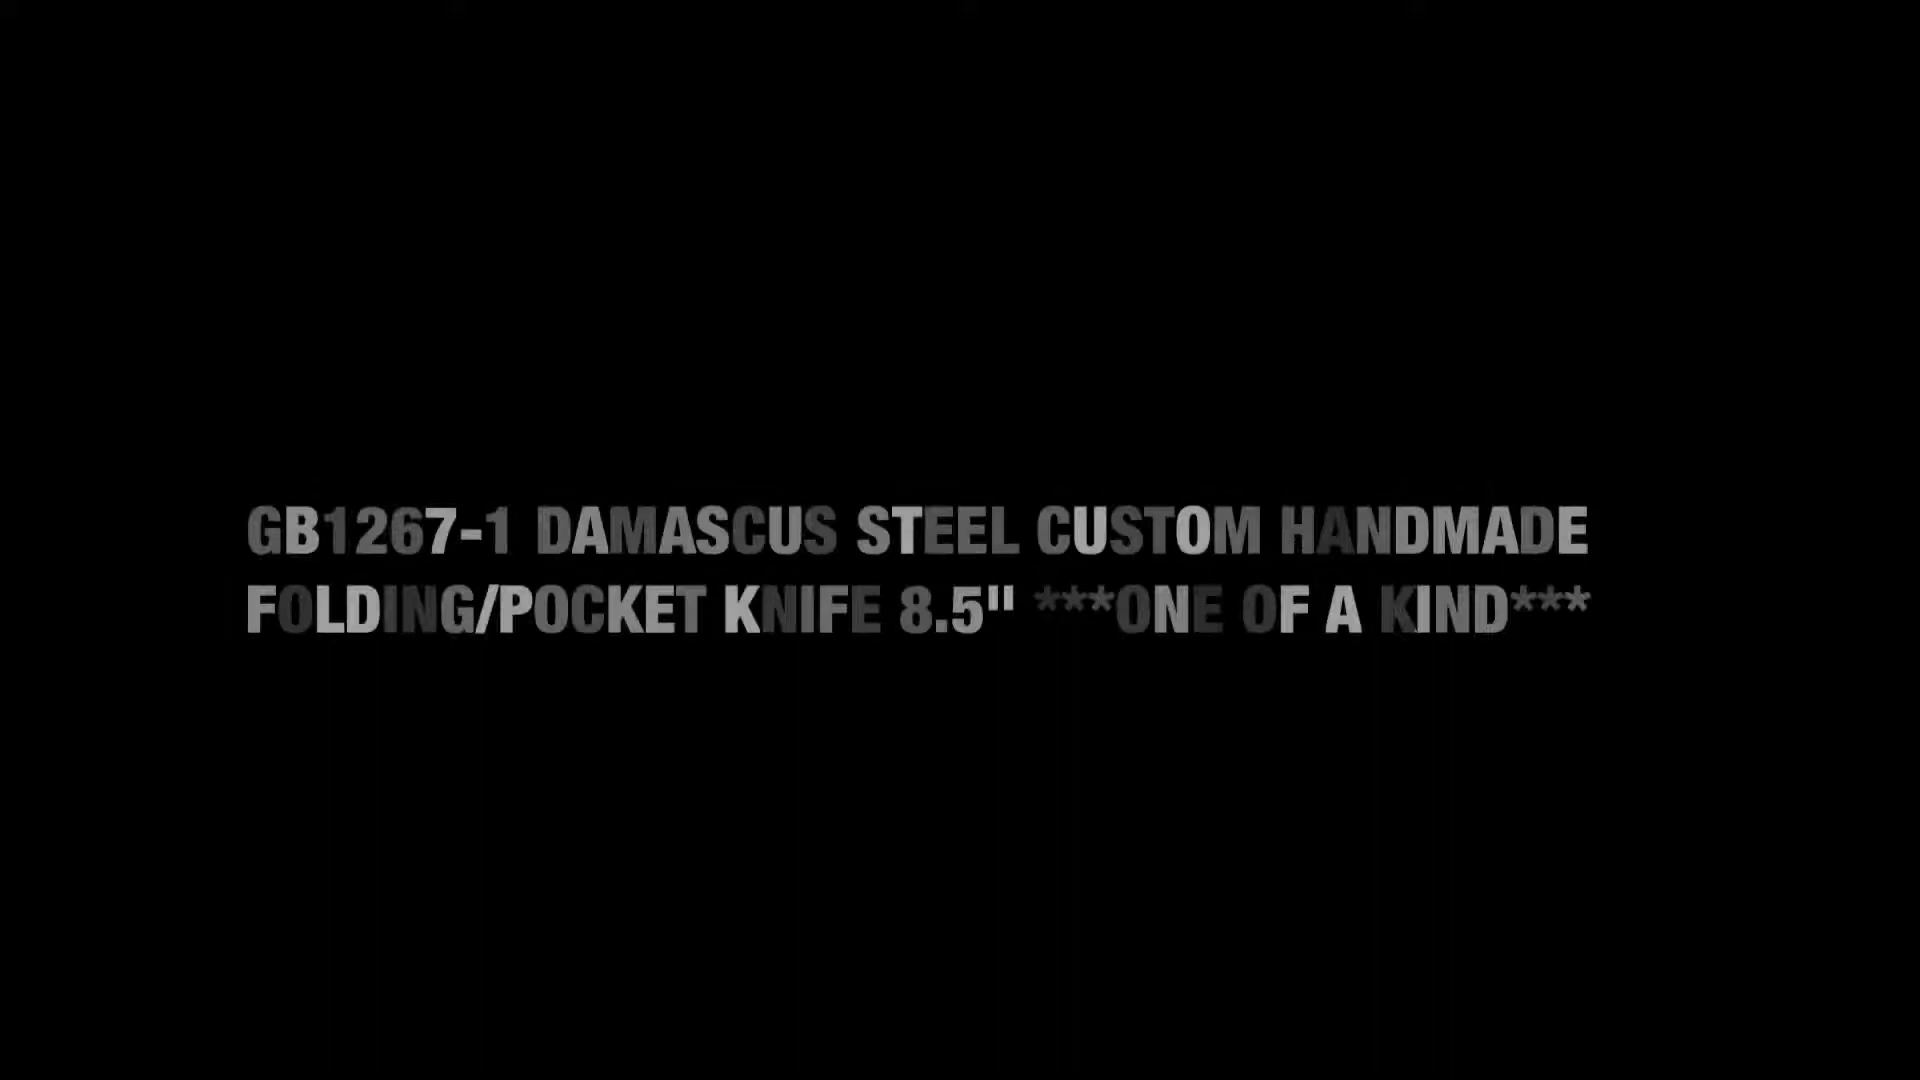 GB1267-1 DAMASCUS STEEL CUSTOM HANDMADE
FOLDING/POCKET KNIFE 8.5" ***ONE OF A KIND***